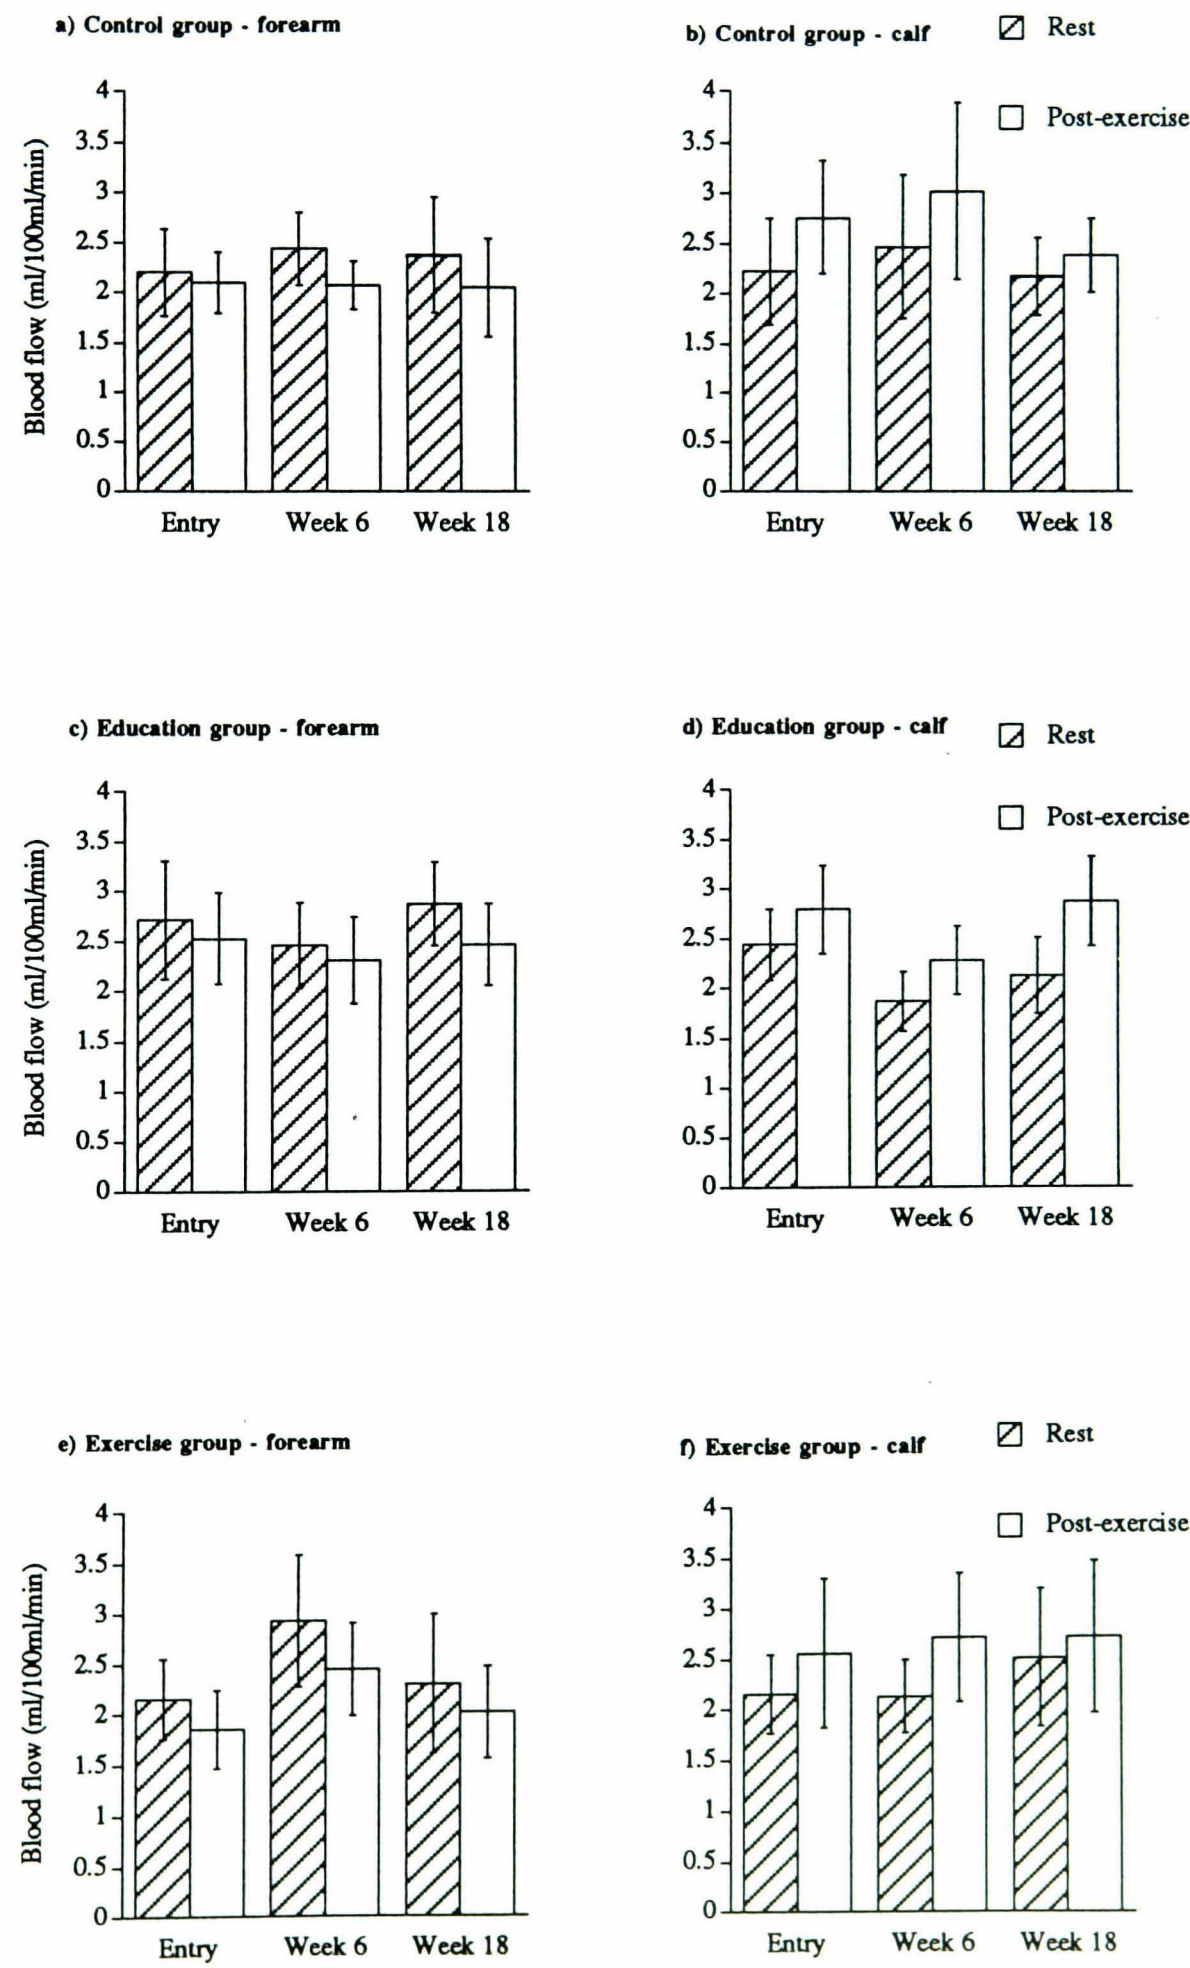 a) Control group - forearm
b) Control group - calf
Rest
Post-exercise
Blood flow (ml/100ml/min)
4
3.5
3
2.5
2
1.5
1
0.5
0
Entry Week 6 Week 18
4
3.5
3
2.5
2
1.5
1
0.5
0
Entry Week 6 Week 18
c) Education group - forearm
d) Education group - calf
Rest
Post-exercise
Blood flow (ml/100ml/min)
4
3.5
3
2.5
2
1.5
1
0.5
0
Entry Week 6 Week 18
4
3.5
3
2.5
2
1.5
1
0.5
0
Entry Week 6 Week 18
e) Exercise group - forearm
f) Exercise group - calf
Rest
Post-exercise
Blood flow (ml/100ml/min)
4
3.5
3
2.5
2
1.5
1
0.5
0
Entry Week 6 Week 18
4
3.5
3
2.5
2
1.5
1
0.5
0
Entry Week 6 Week 18